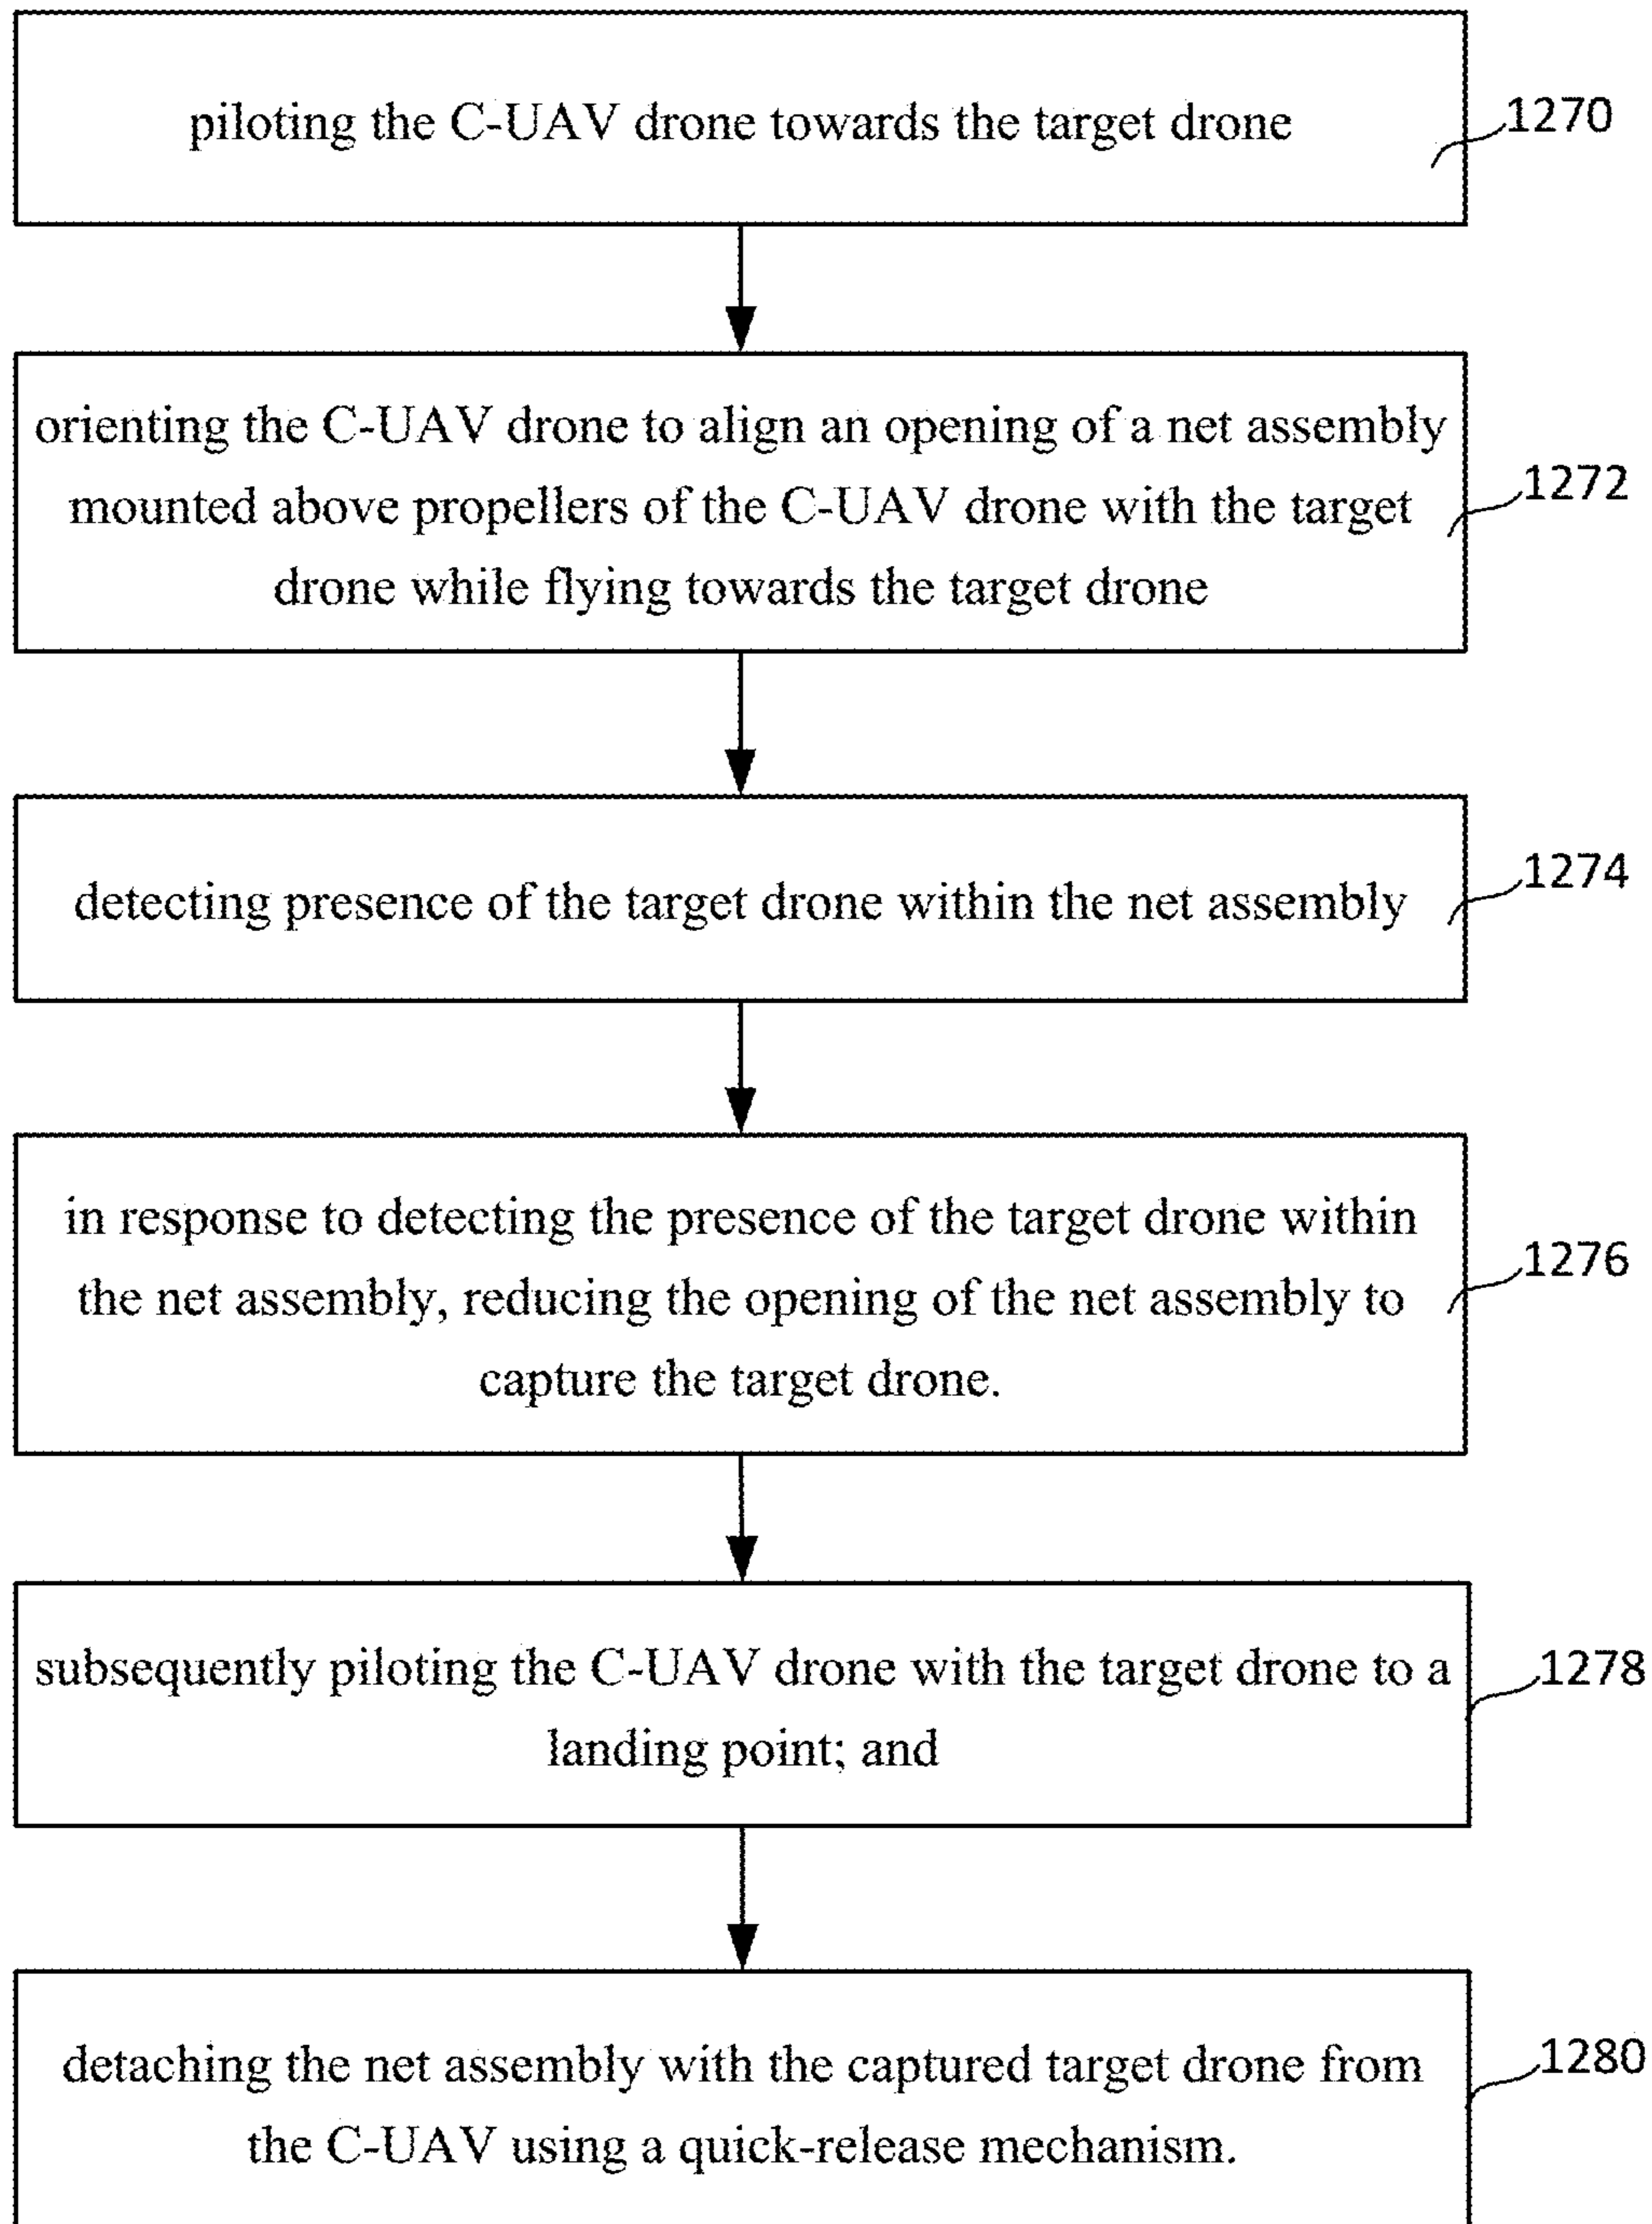 piloting the C-UAV drone towards the target drone
1270
orienting the C-UAV drone to align an opening of a net assembly
mounted above propellers of the C-UAV drone with the target
drone while flying towards the target drone
1272
detecting presence of the target drone within the net assembly
1274
in response to detecting the presence of the target drone within
the net assembly, reducing the opening of the net assembly to
capture the target drone.
1276
subsequently piloting the C-UAV drone with the target drone to a
landing point; and
1278
detaching the net assembly with the captured target drone from
the C-UAV using a quick-release mechanism.
1280